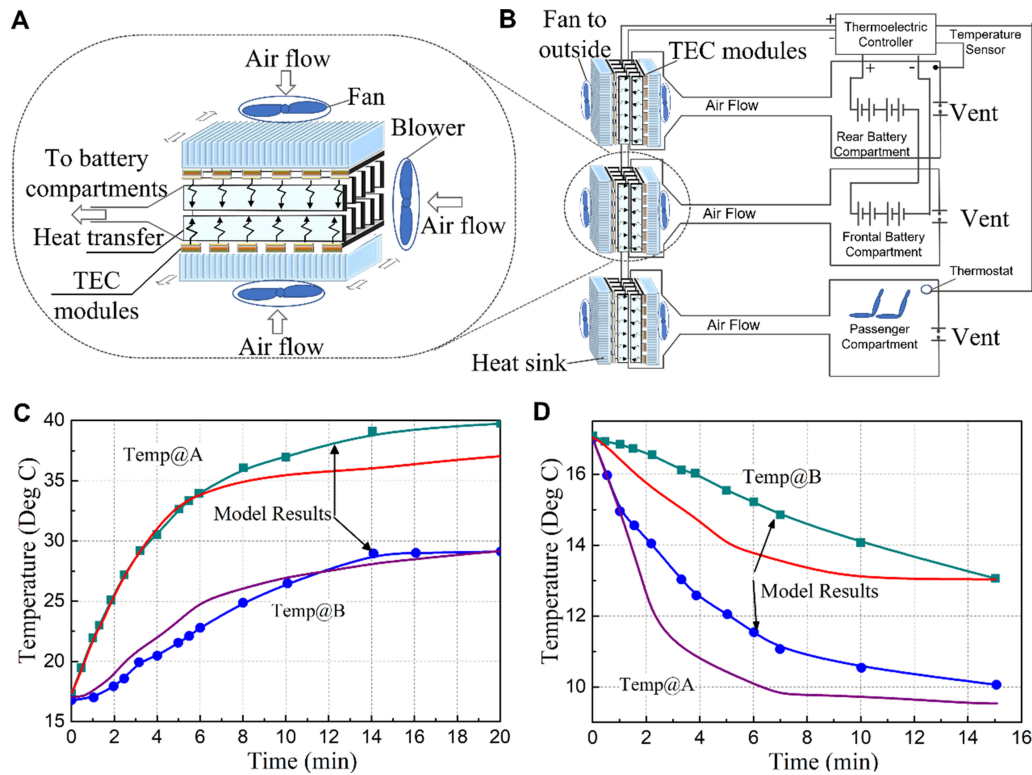 A
Air flow
Fan
Blower
To battery
compartments
Heat transfer
Air flow
TEC
modules
Air flow
B
Fan to
outside
+
-
Thermoelectric
Controller
Temperature
Sensor
TEC modules
+
-
Air Flow
Vent
Rear Battery
Compartment
Air Flow
Vent
Frontal Battery
Compartment
Thermostat
Air Flow
Passenger
Compartment
Vent
Heat sink
C
40
35
30
25
20
15
Temperature (Deg C)
Temp@A
Model Results
Temp@B
0
2
4
6
8
10
12
14
16
18
20
Time (min)
D
16
14
12
10
Temperature (Deg C)
Temp@B
Model Results
Temp@A
0
2
4
6
8
10
12
14
16
Time (min)